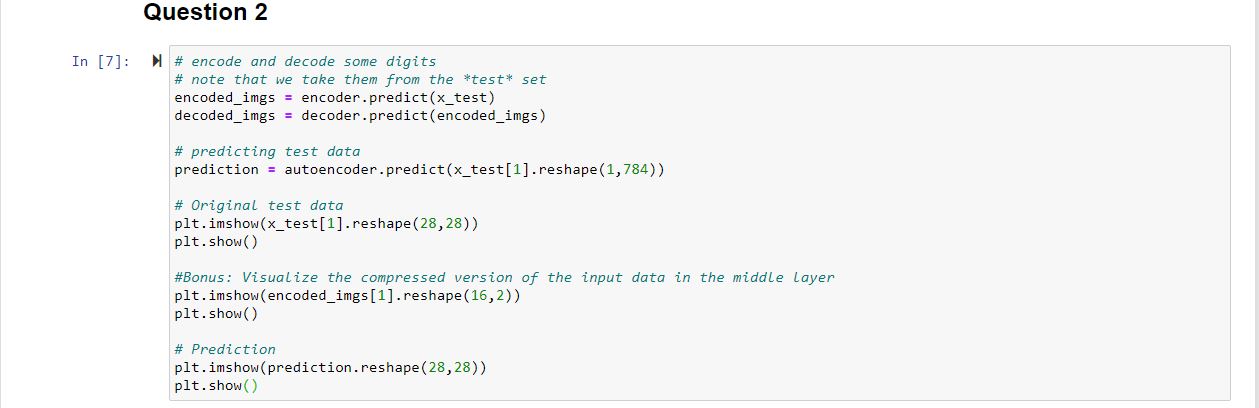 Question 2
In [7]:
# encode and decode some digits
# note that we take them from the *test* set
encoded_imgs = encoder.predict(x_test)
decoded_imgs = decoder.predict(encoded_imgs)
# predicting test data
prediction = autoencoder.predict(x_test[1].reshape(1,784))
# Original test data
plt.imshow(x_test[1].reshape(28,28))
plt.show()
#Bonus: Visualize the compressed version of the input data in the middle layer
plt.imshow(encoded_imgs[1].reshape(16,2))
plt.show()
# Prediction
plt.imshow(prediction.reshape(28,28))
plt.show()